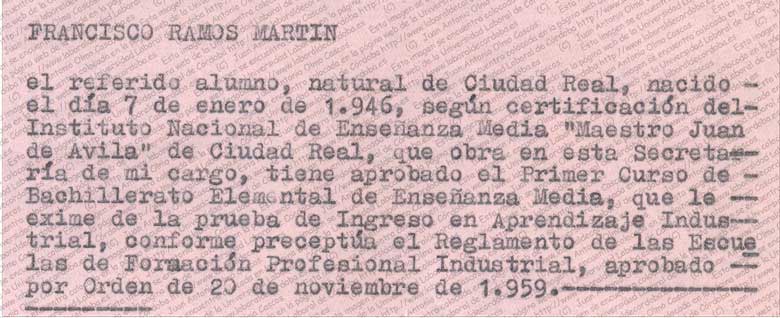 FRANCISCO RAMOS MARTIN
el referido alumno, natural de Ciudad Real, nacido -
el día 7 de enero de 1.946, según certificación del-
Instituto Nacional de Enseñanza Media "Maestro Juan
de Avila" de Ciudad Real, que obra en esta Secreta--
ría de mi cargo, tiene aprobado el Primer Curso de -
Bachillerato Elemental de Enseñanza Media, que le --
exime de la prueba de Ingreso en Aprendizaje Indus--
trial, conforme preceptúa el Reglamento de las Escue
las de Formación Profesional Industrial, aprobado --
por Orden de 20 de noviembre de 1.959.-------------